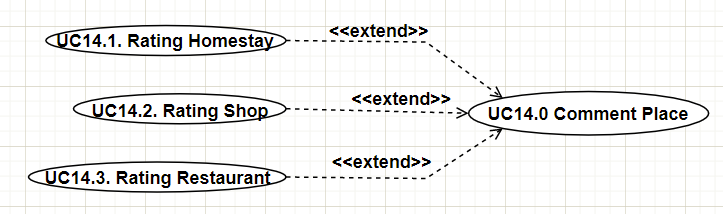 <<extend>>
UC14.1. Rating Homestay
<<extend>>
UC14.2. Rating Shop
UC14.0 Comment Place
<<extend>>
UC14.3. Rating Restaurant